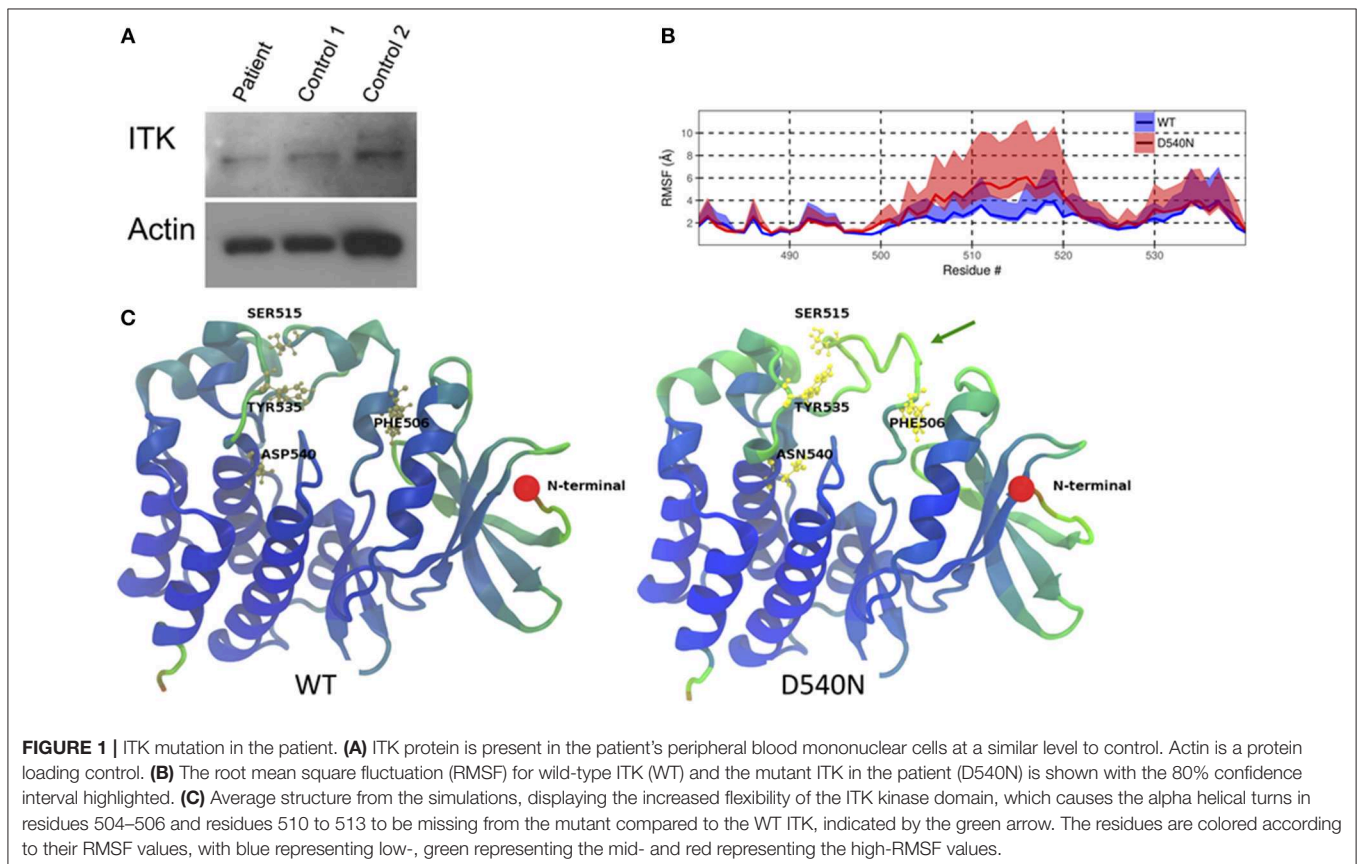 A
Patient
Control 1
Control 2
ITK
Actin
B
WT
D540N
RMSF (Å)
10
8
6
4
2
490
500
510
520
530
Residue #
C
SER515
TYR535
PHE506
ASP540
N-terminal
WT
SER515
TYR535
PHE506
ASN540
N-terminal
D540N
FIGURE 1 | ITK mutation in the patient. (A) ITK protein is present in the patient's peripheral blood mononuclear cells at a similar level to control. Actin is a protein
loading control. (B) The root mean square fluctuation (RMSF) for wild-type ITK (WT) and the mutant ITK in the patient (D540N) is shown with the 80% confidence
interval highlighted. (C) Average structure from the simulations, displaying the increased flexibility of the ITK kinase domain, which causes the alpha helical turns in
residues 504–506 and residues 510 to 513 to be missing from the mutant compared to the WT ITK, indicated by the green arrow. The residues are colored according
to their RMSF values, with blue representing low-, green representing the mid- and red representing the high-RMSF values.